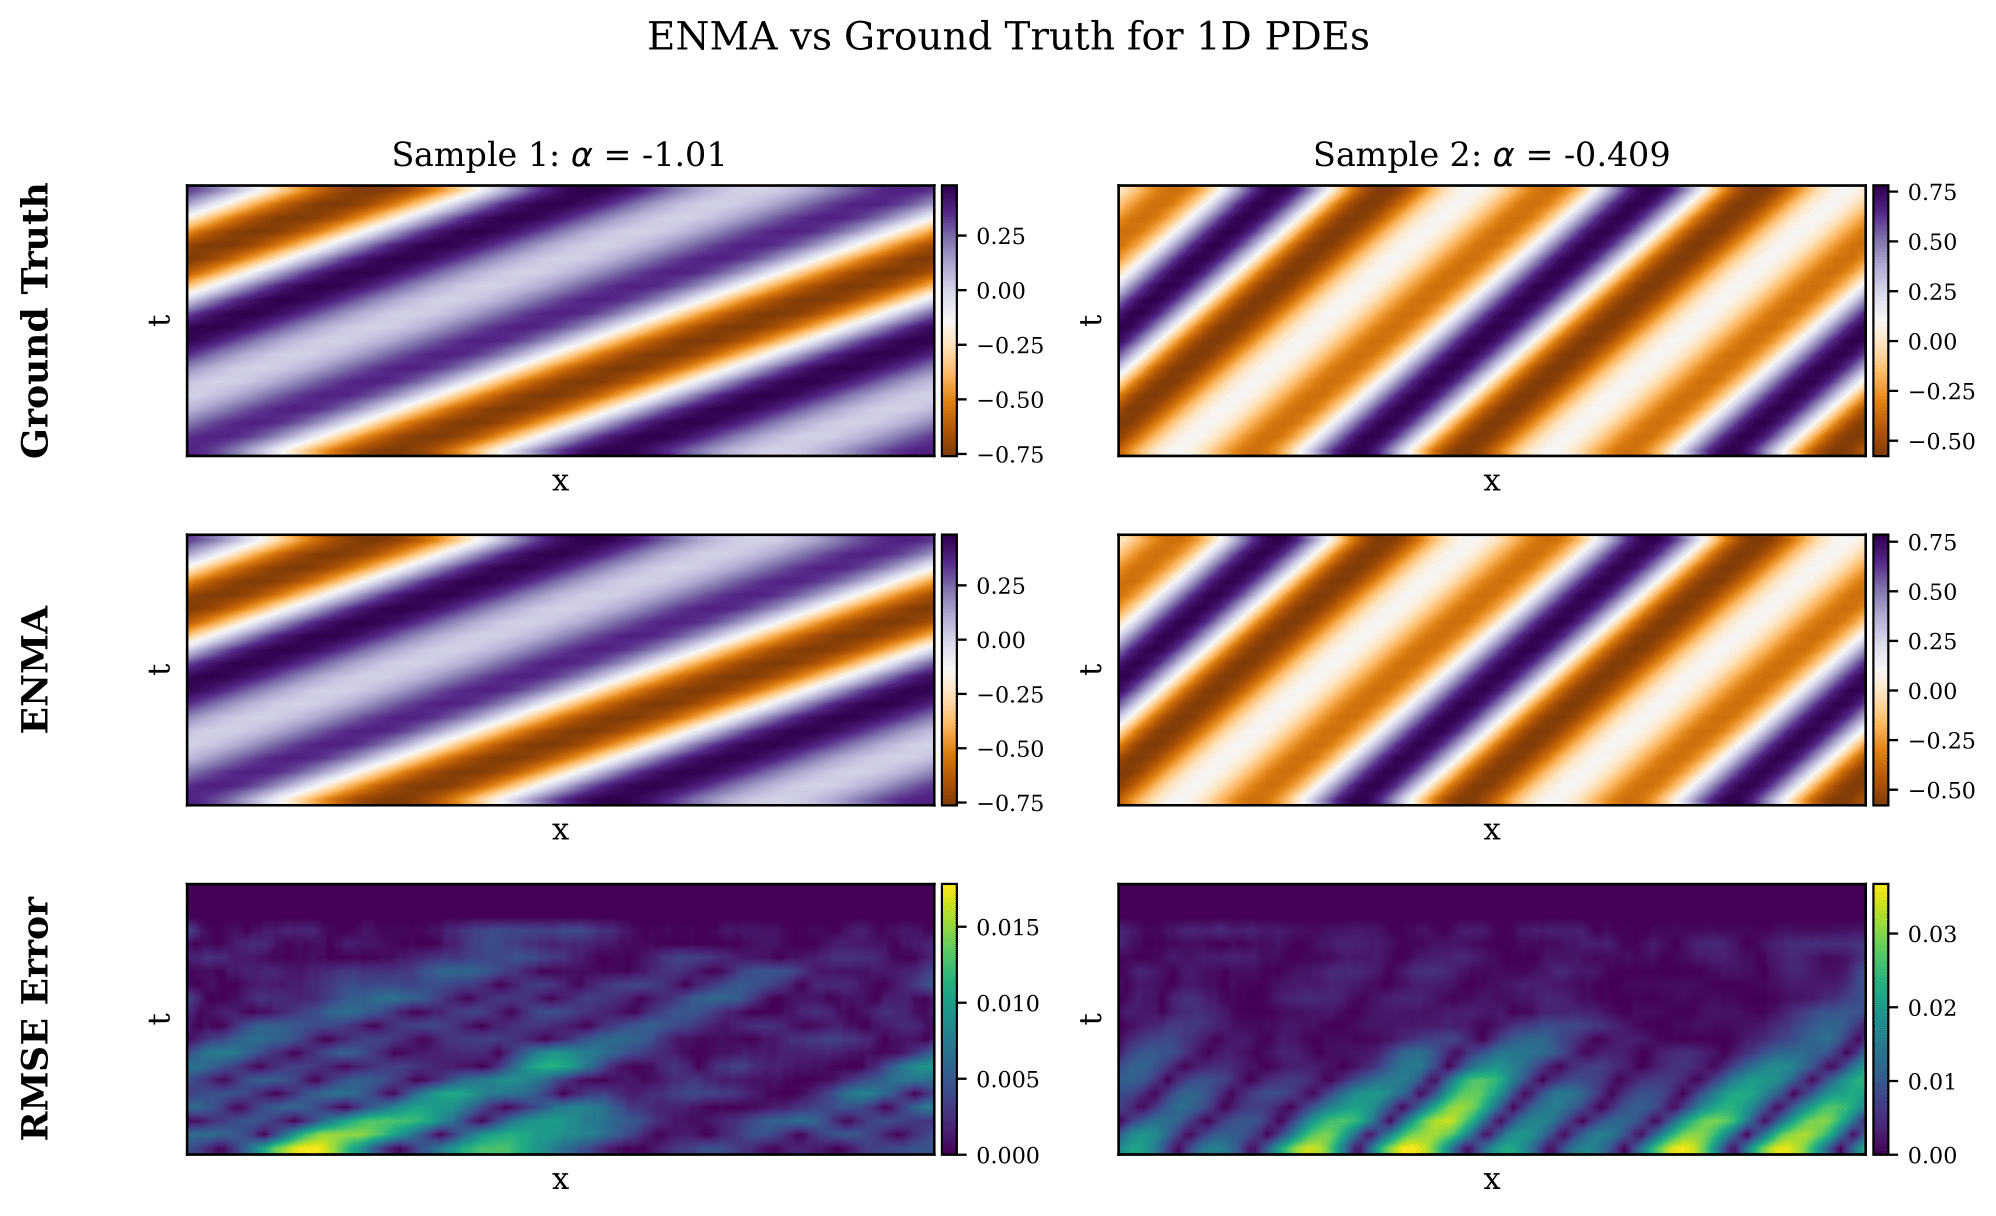 ENMA vs Ground Truth for 1D PDEs
Sample 1: α = -1.01
Sample 2: α = -0.409
Ground Truth
t
x
0.25
0.00
−0.25
−0.50
−0.75
t
x
0.75
0.50
0.25
0.00
−0.25
−0.50
ENMA
t
x
0.25
0.00
−0.25
−0.50
−0.75
t
x
0.75
0.50
0.25
0.00
−0.25
−0.50
RMSE Error
t
x
0.015
0.010
0.005
0.000
t
x
0.03
0.02
0.01
0.00